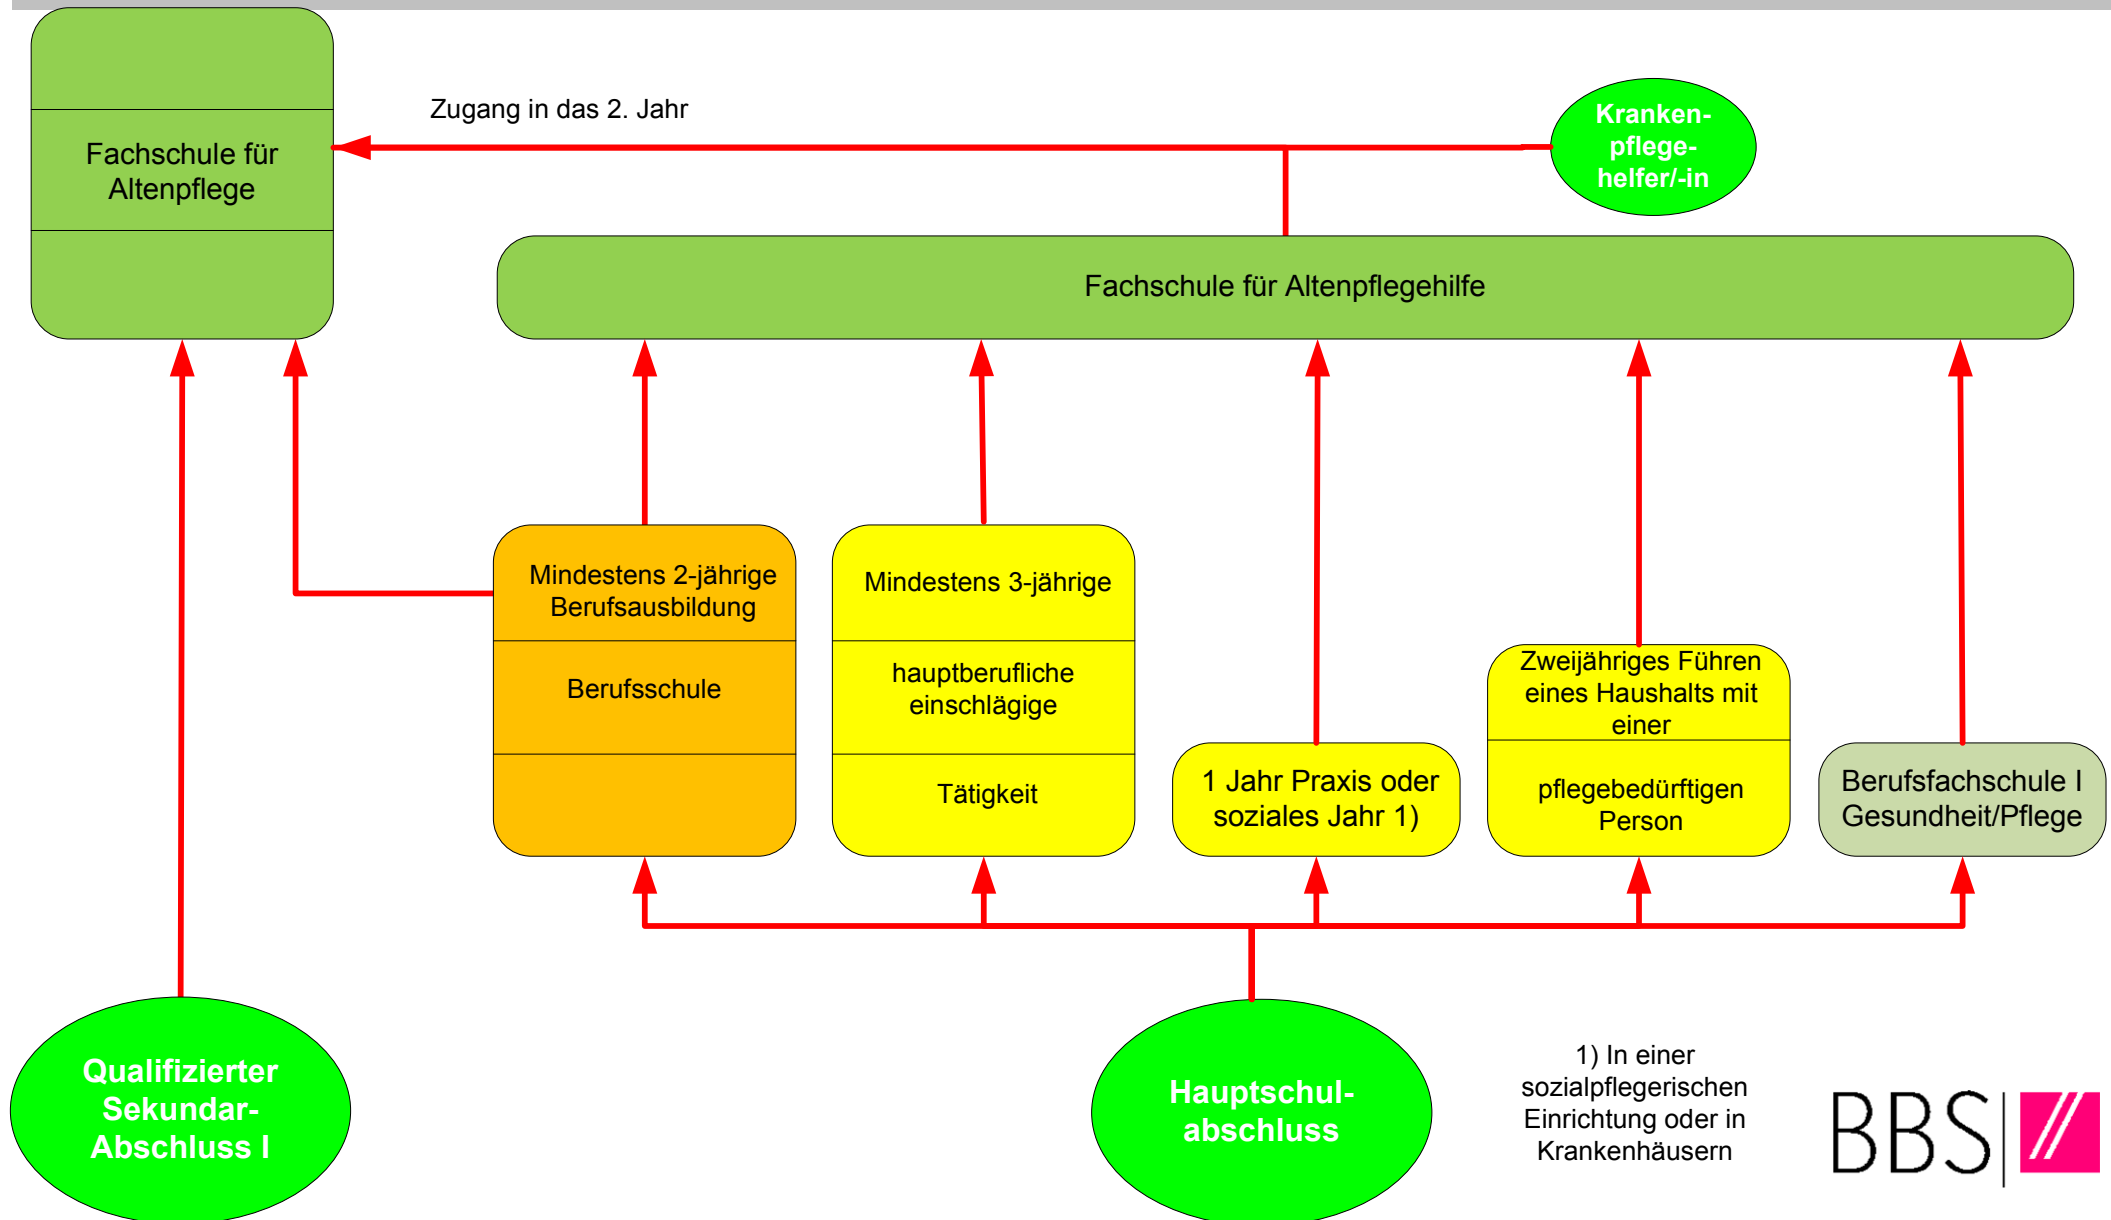 Zugang in das 2. Jahr
Kranken-
pflege-
helfer/-in
Fachschule für
Altenpflege
Fachschule für Altenpflegehilfe
Mindestens 2-jährige
Berufsausbildung
Berufsschule
Mindestens 3-jährige
hauptberufliche
einschlägige
Tätigkeit
1 Jahr Praxis oder
soziales Jahr 1)
Zweijähriges Führen
eines Haushalts mit
einer
pflegebedürftigen
Person
Berufsfachschule I
Gesundheit/Pflege
Qualifizierter
Sekundar-
Abschluss I
Hauptschul-
abschluss
1) In einer
sozialpflegerischen
Einrichtung oder in
Krankenhäusern
BBS